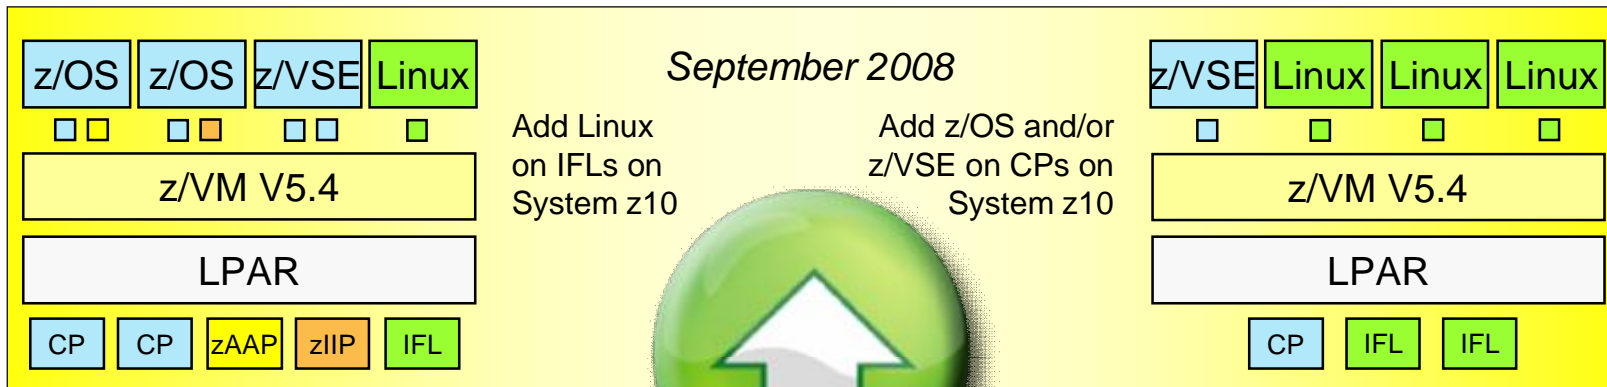 z/OS z/OS z/VSE Linux
z/VM V5.4
LPAR
CP CP zAAP zIIP IFL
September 2008
Add Linux
on IFLs on
System z10
Add z/OS and/or
z/VSE on CPs on
System z10
z/VSE Linux Linux Linux
z/VM V5.4
LPAR
CP IFL IFL